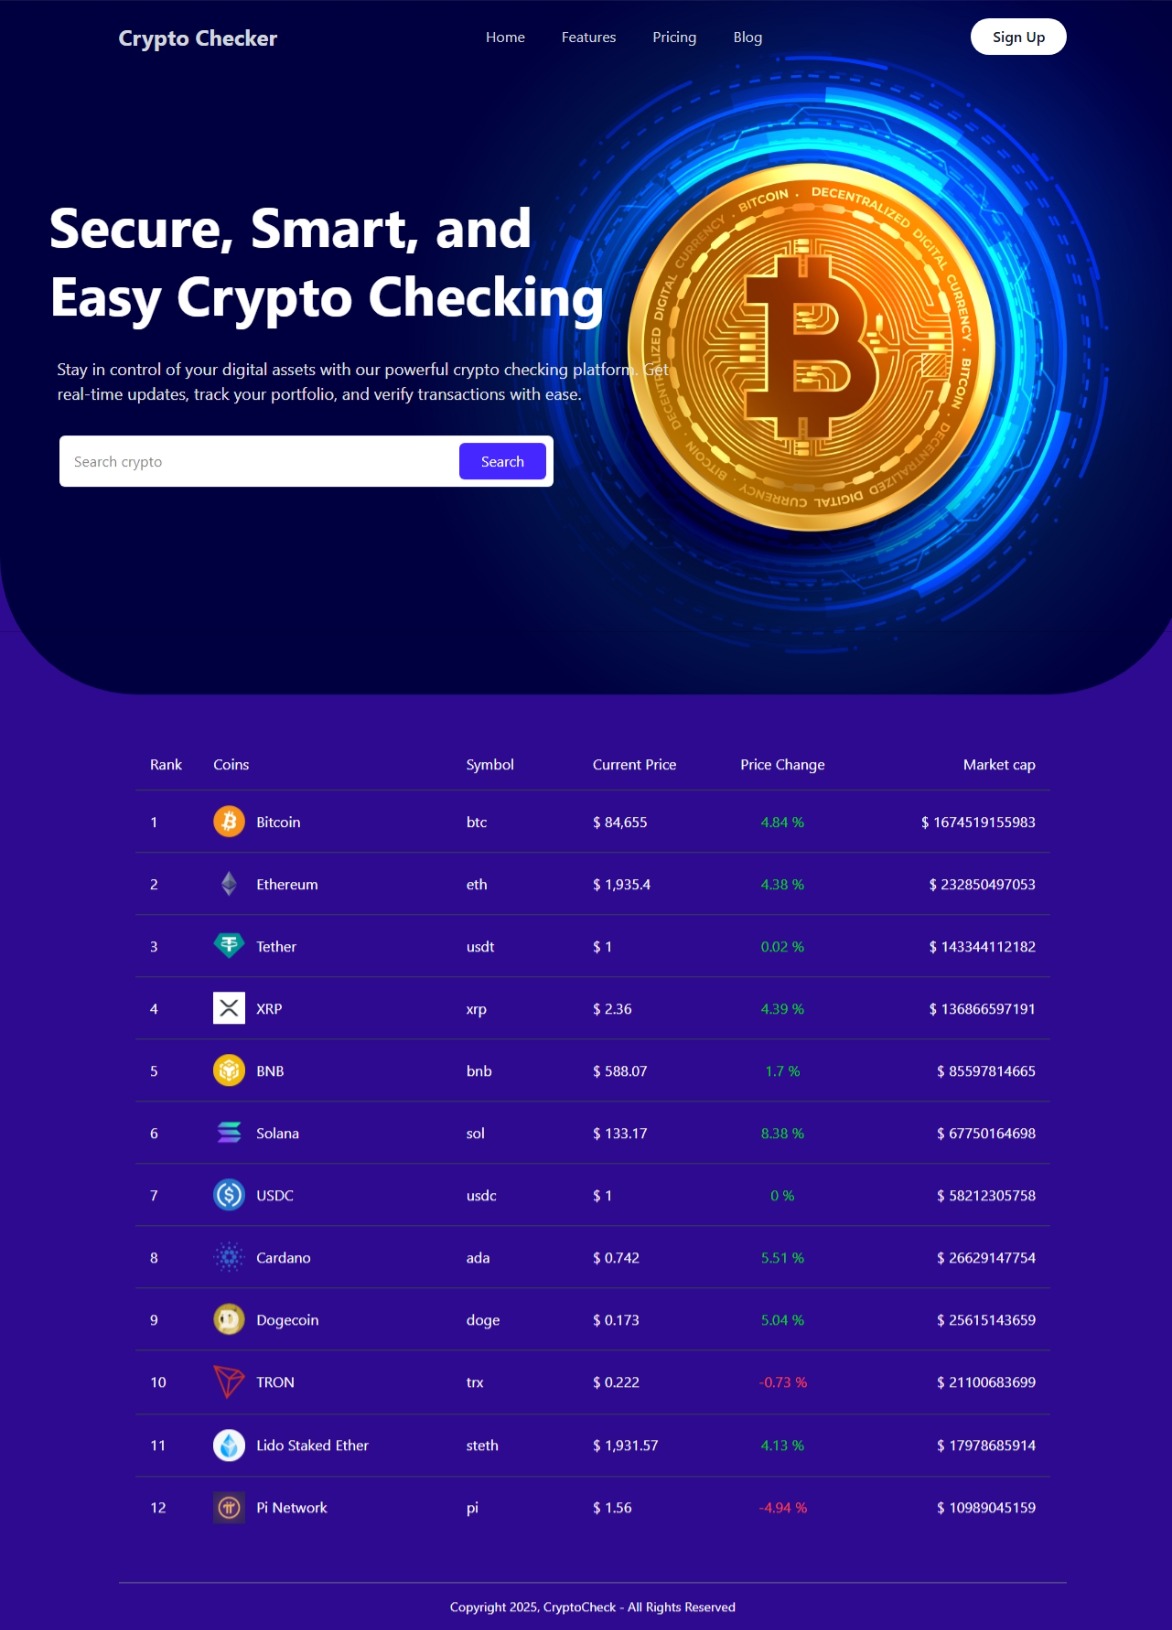 Crypto Checker Home Features Pricing Blog Sign Up
Secure, Smart, and
Easy Crypto Checking
Stay in control of your digital assets with our powerful crypto checking platform. Get
real-time updates, track your portfolio, and verify transactions with ease.
Search crypto Search
BITCOIN · DECENTRALIZED DIGITAL CURRENCY · BITCOIN · DECENTRALIZED DIGITAL CURRENCY · BITCOIN · DECENTRALIZED DIGITAL CURRENCY ·
Rank Coins Symbol Current Price Price Change Market cap
1 Bitcoin btc $ 84,655 4.84 % $ 1674519155983
2 Ethereum eth $ 1,935.4 4.38 % $ 232850497053
3 Tether usdt $ 1 0.02 % $ 143344112182
4 XRP xrp $ 2.36 4.39 % $ 136866597191
5 BNB bnb $ 588.07 1.7 % $ 85597814665
6 Solana sol $ 133.17 8.38 % $ 67750164698
7 USDC usdc $ 1 0 % $ 58212305758
8 Cardano ada $ 0.742 5.51 % $ 26629147754
9 Dogecoin doge $ 0.173 5.04 % $ 25615143659
10 TRON trx $ 0.222 -0.73 % $ 21100683699
11 Lido Staked Ether steth $ 1,931.57 4.13 % $ 17978685914
12 Pi Network pi $ 1.56 -4.94 % $ 10989045159
Copyright 2025, CryptoCheck - All Rights Reserved